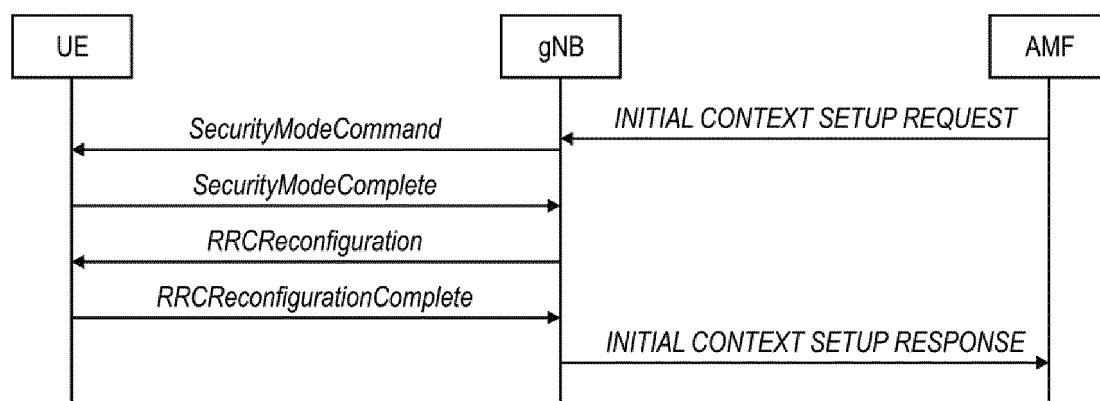 UE
gNB
AMF
INITIAL CONTEXT SETUP REQUEST
SecurityModeCommand
SecurityModeComplete
RRCReconfiguration
RRCReconfigurationComplete
INITIAL CONTEXT SETUP RESPONSE